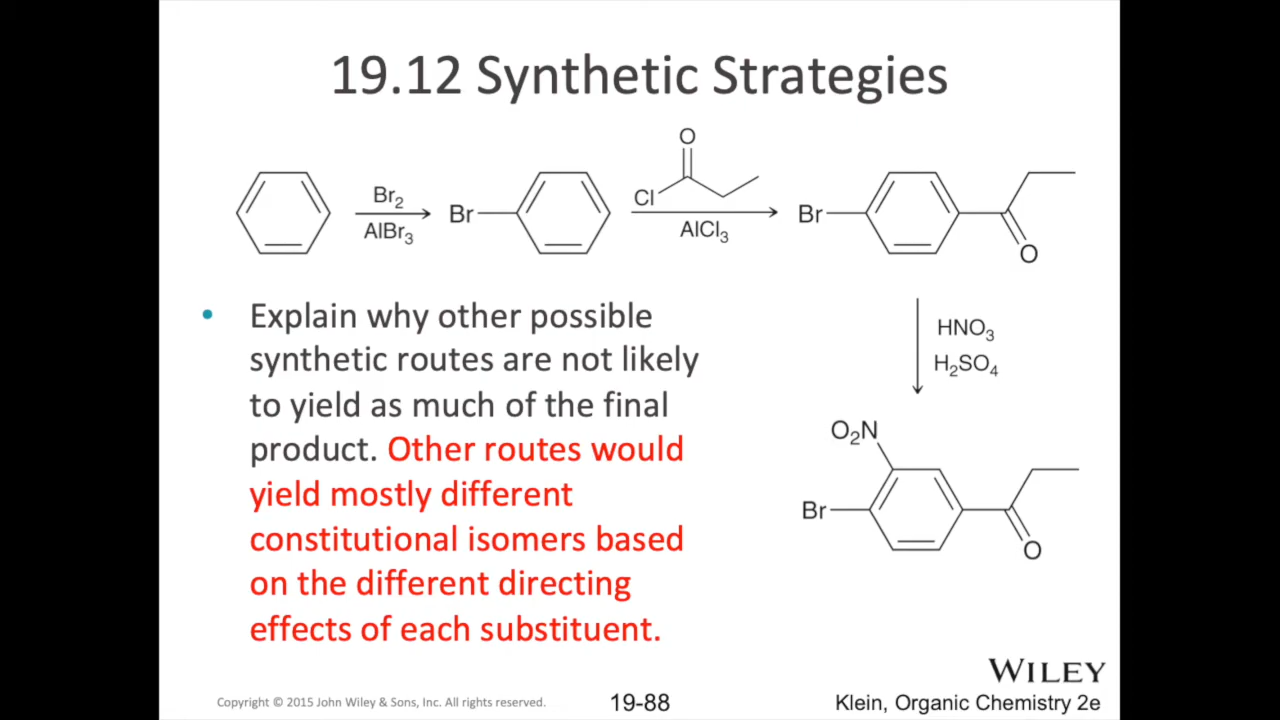 19.12 Synthetic Strategies
O
Br₂
Cl
Br
AlBr₃
AlCl₃
Br
O
• Explain why other possible
synthetic routes are not likely
to yield as much of the final
product. Other routes would
yield mostly different
constitutional isomers based
on the different directing
effects of each substituent.
HNO₃
H₂SO₄
O₂N
Br
O
WILEY
Copyright © 2015 John Wiley & Sons, Inc. All rights reserved.
19-88
Klein, Organic Chemistry 2e